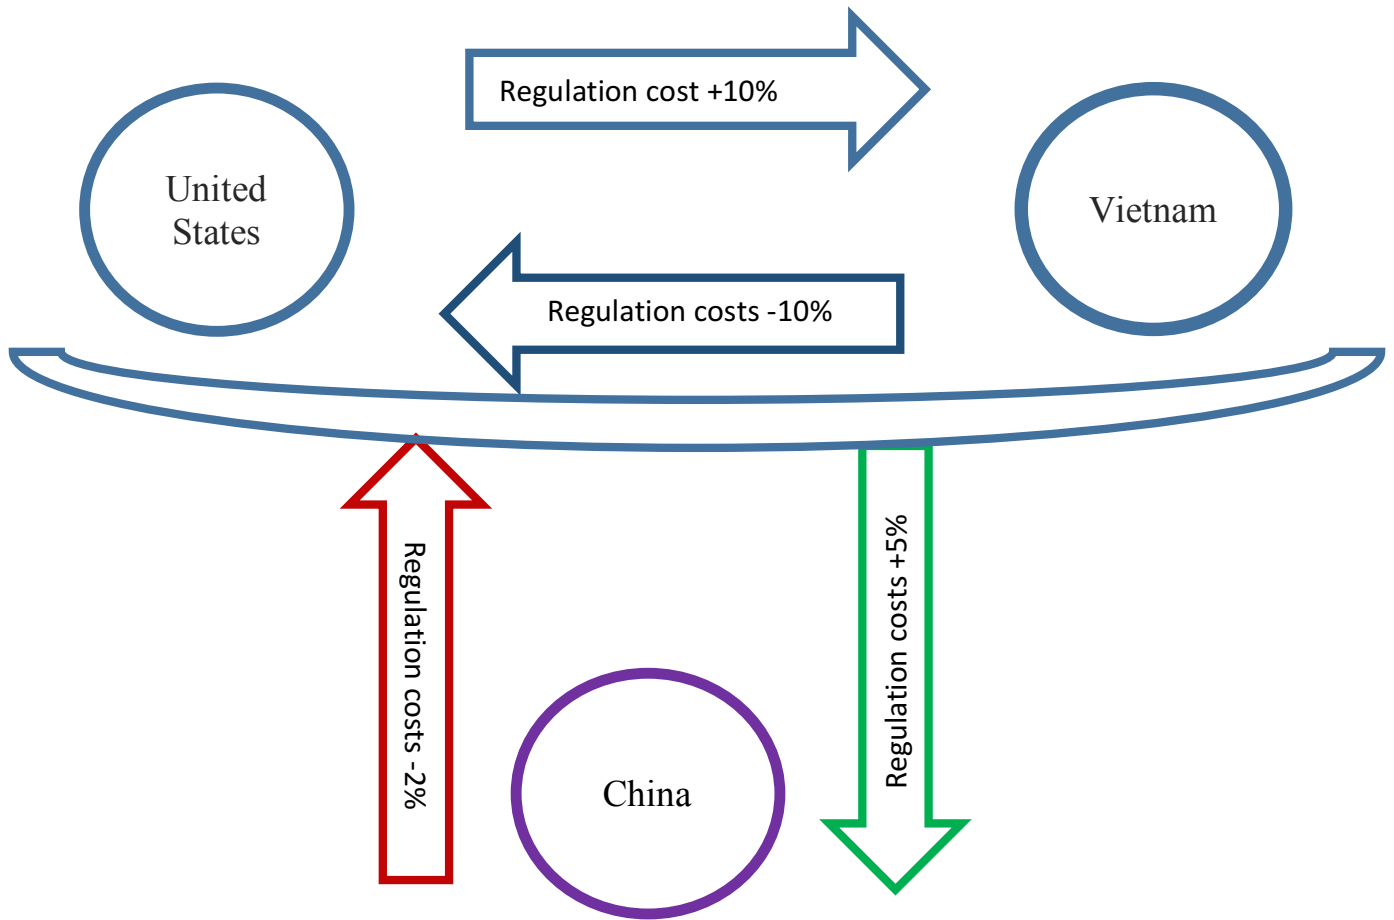 Regulation cost +10%
United
States
Vietnam
Regulation costs -10%
Regulation costs -2%
Regulation costs +5%
China